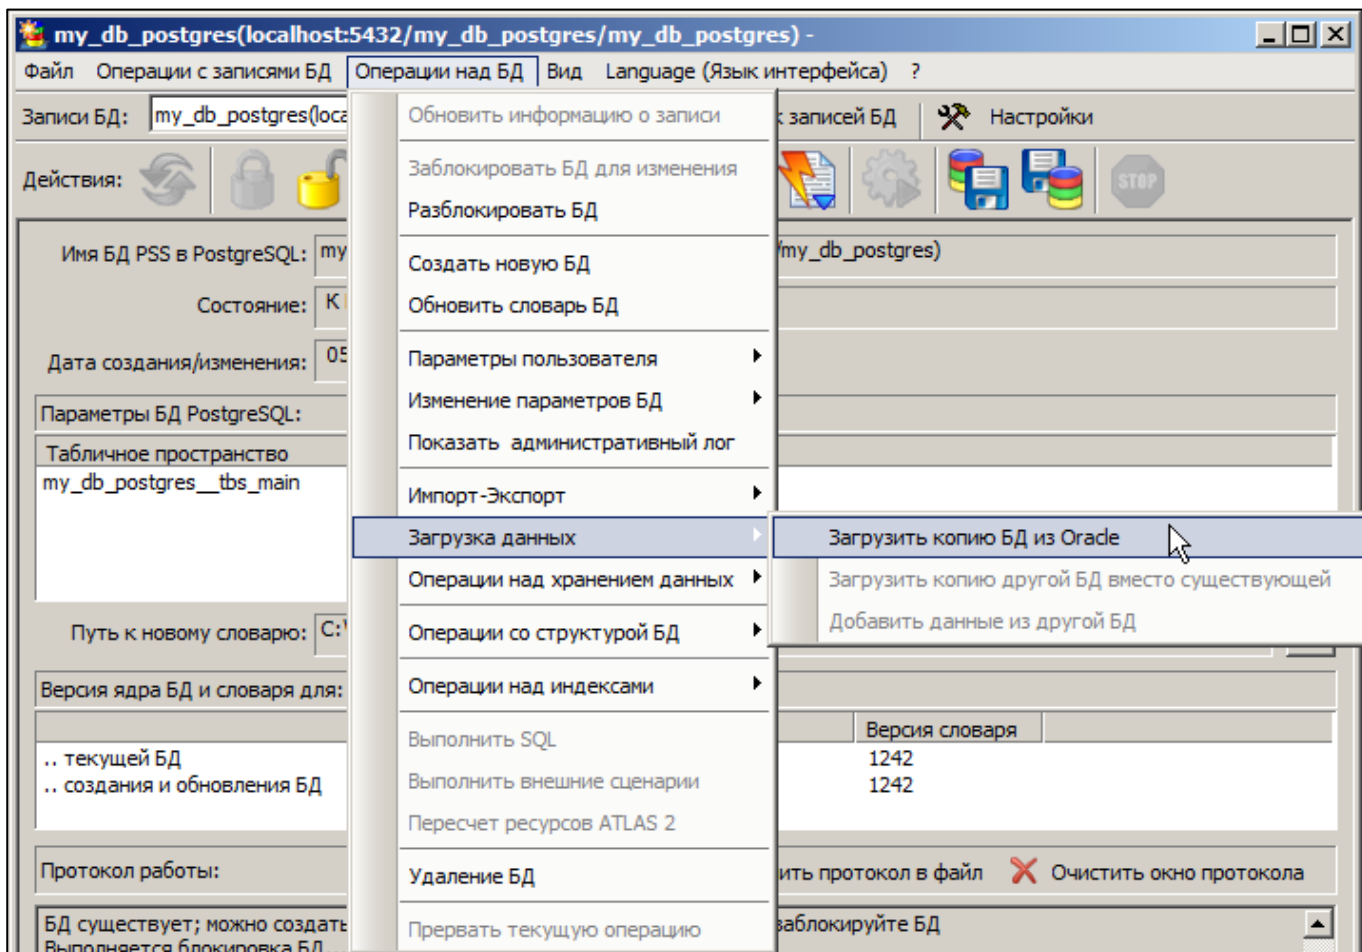 my_db_postgres(localhost:5432/my_db_postgres/my_db_postgres) -
Файл Операции с записями БД Операции над БД Вид Language (Язык интерфейса) ?
Записи БД: my_db_postgres(loca записей БД Настройки
Действия: STOP
Имя БД PSS в PostgreSQL: my /my_db_postgres)
Состояние: К
Дата создания/изменения: 05
Параметры БД PostgreSQL:
Табличное пространство
my_db_postgres__tbs_main
Путь к новому словарю: C:\
Версия ядра БД и словаря для:
Версия словаря
.. текущей БД 1242
.. создания и обновления БД 1242
Протокол работы: ить протокол в файл Очистить окно протокола
БД существует; можно создать заблокируйте БД
Выполняется блокировка БД...
Обновить информацию о записи
Заблокировать БД для изменения
Разблокировать БД
Создать новую БД
Обновить словарь БД
Параметры пользователя
Изменение параметров БД
Показать административный лог
Импорт-Экспорт
Загрузка данных
Операции над хранением данных
Операции со структурой БД
Операции над индексами
Выполнить SQL
Выполнить внешние сценарии
Пересчет ресурсов ATLAS 2
Удаление БД
Прервать текущую операцию
Загрузить копию БД из Oracle
Загрузить копию другой БД вместо существующей
Добавить данные из другой БД